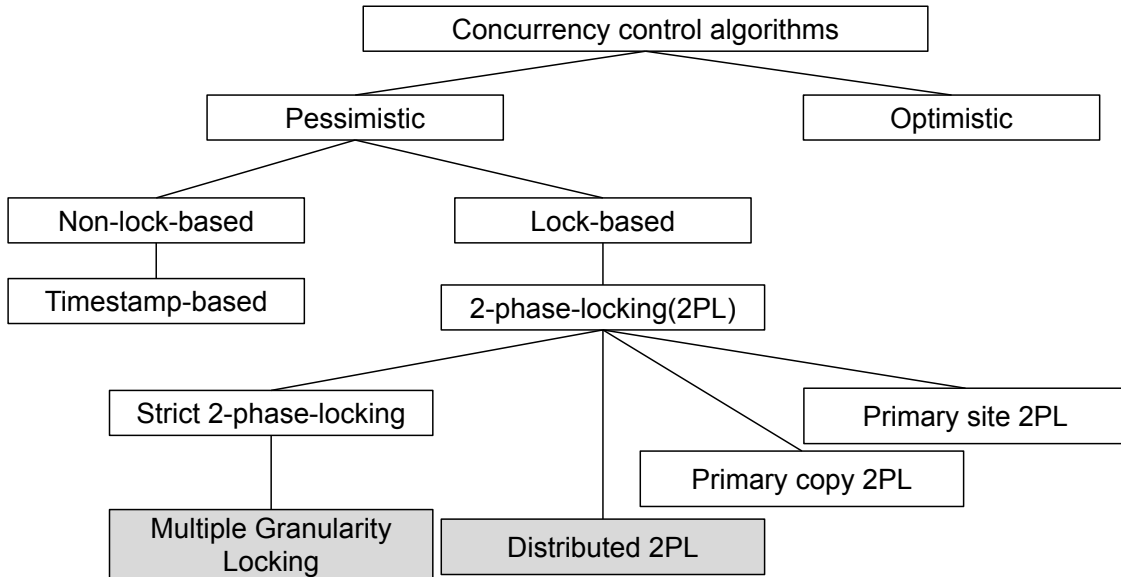 Concurrency control algorithms
Pessimistic
Optimistic
Non-lock-based
Lock-based
Timestamp-based
2-phase-locking(2PL)
Strict 2-phase-locking
Primary site 2PL
Primary copy 2PL
Multiple Granularity
Locking
Distributed 2PL